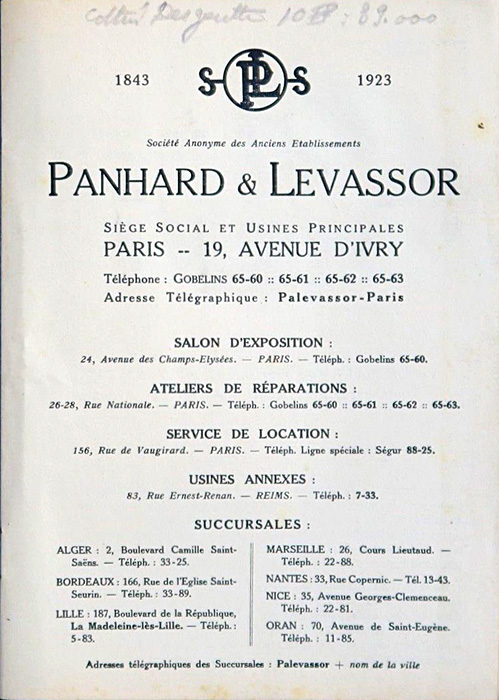 10 : 89.000
1843 S PL S 1923
Société Anonyme des Anciens Etablissements
PANHARD & LEVASSOR
SIÈGE SOCIAL ET USINES PRINCIPALES
PARIS -- 19, AVENUE D'IVRY
Téléphone : GOBELINS 65-60 :: 65-61 :: 65-62 :: 65-63
Adresse Télégraphique : Palevassor-Paris
SALON D'EXPOSITION :
24, Avenue des Champs-Elysées. — PARIS. — Téléph. : Gobelins 65-60.
ATELIERS DE RÉPARATIONS :
26-28, Rue Nationale. — PARIS. — Téléph. : Gobelins 65-60 :: 65-61 :: 65-62 :: 65-63.
SERVICE DE LOCATION :
156, Rue de Vaugirard. — PARIS. — Téléph. Ligne spéciale : Ségur 88-25.
USINES ANNEXES :
83, Rue Ernest-Renan. — REIMS. — Téléph. : 7-33.
SUCCURSALES :
ALGER : 2, Boulevard Camille Saint-
Saëns. — Téléph. : 33-25.
BORDEAUX : 166, Rue de l'Eglise Saint-
Seurin. — Téléph. : 33-89.
LILLE : 187, Boulevard de la République,
La Madeleine-lès-Lille. — Téléph. :
5-83.
MARSEILLE : 26, Cours Lieutaud. —
Téléph. : 22-88.
NANTES : 33, Rue Copernic. — Tél. 13-43.
NICE : 35, Avenue Georges-Clemenceau.
Téléph. : 22-81.
ORAN : 70, Avenue de Saint-Eugène.
Téléph. : 11-85.
Adresses télégraphiques des Succursales : Palevassor + nom de la ville